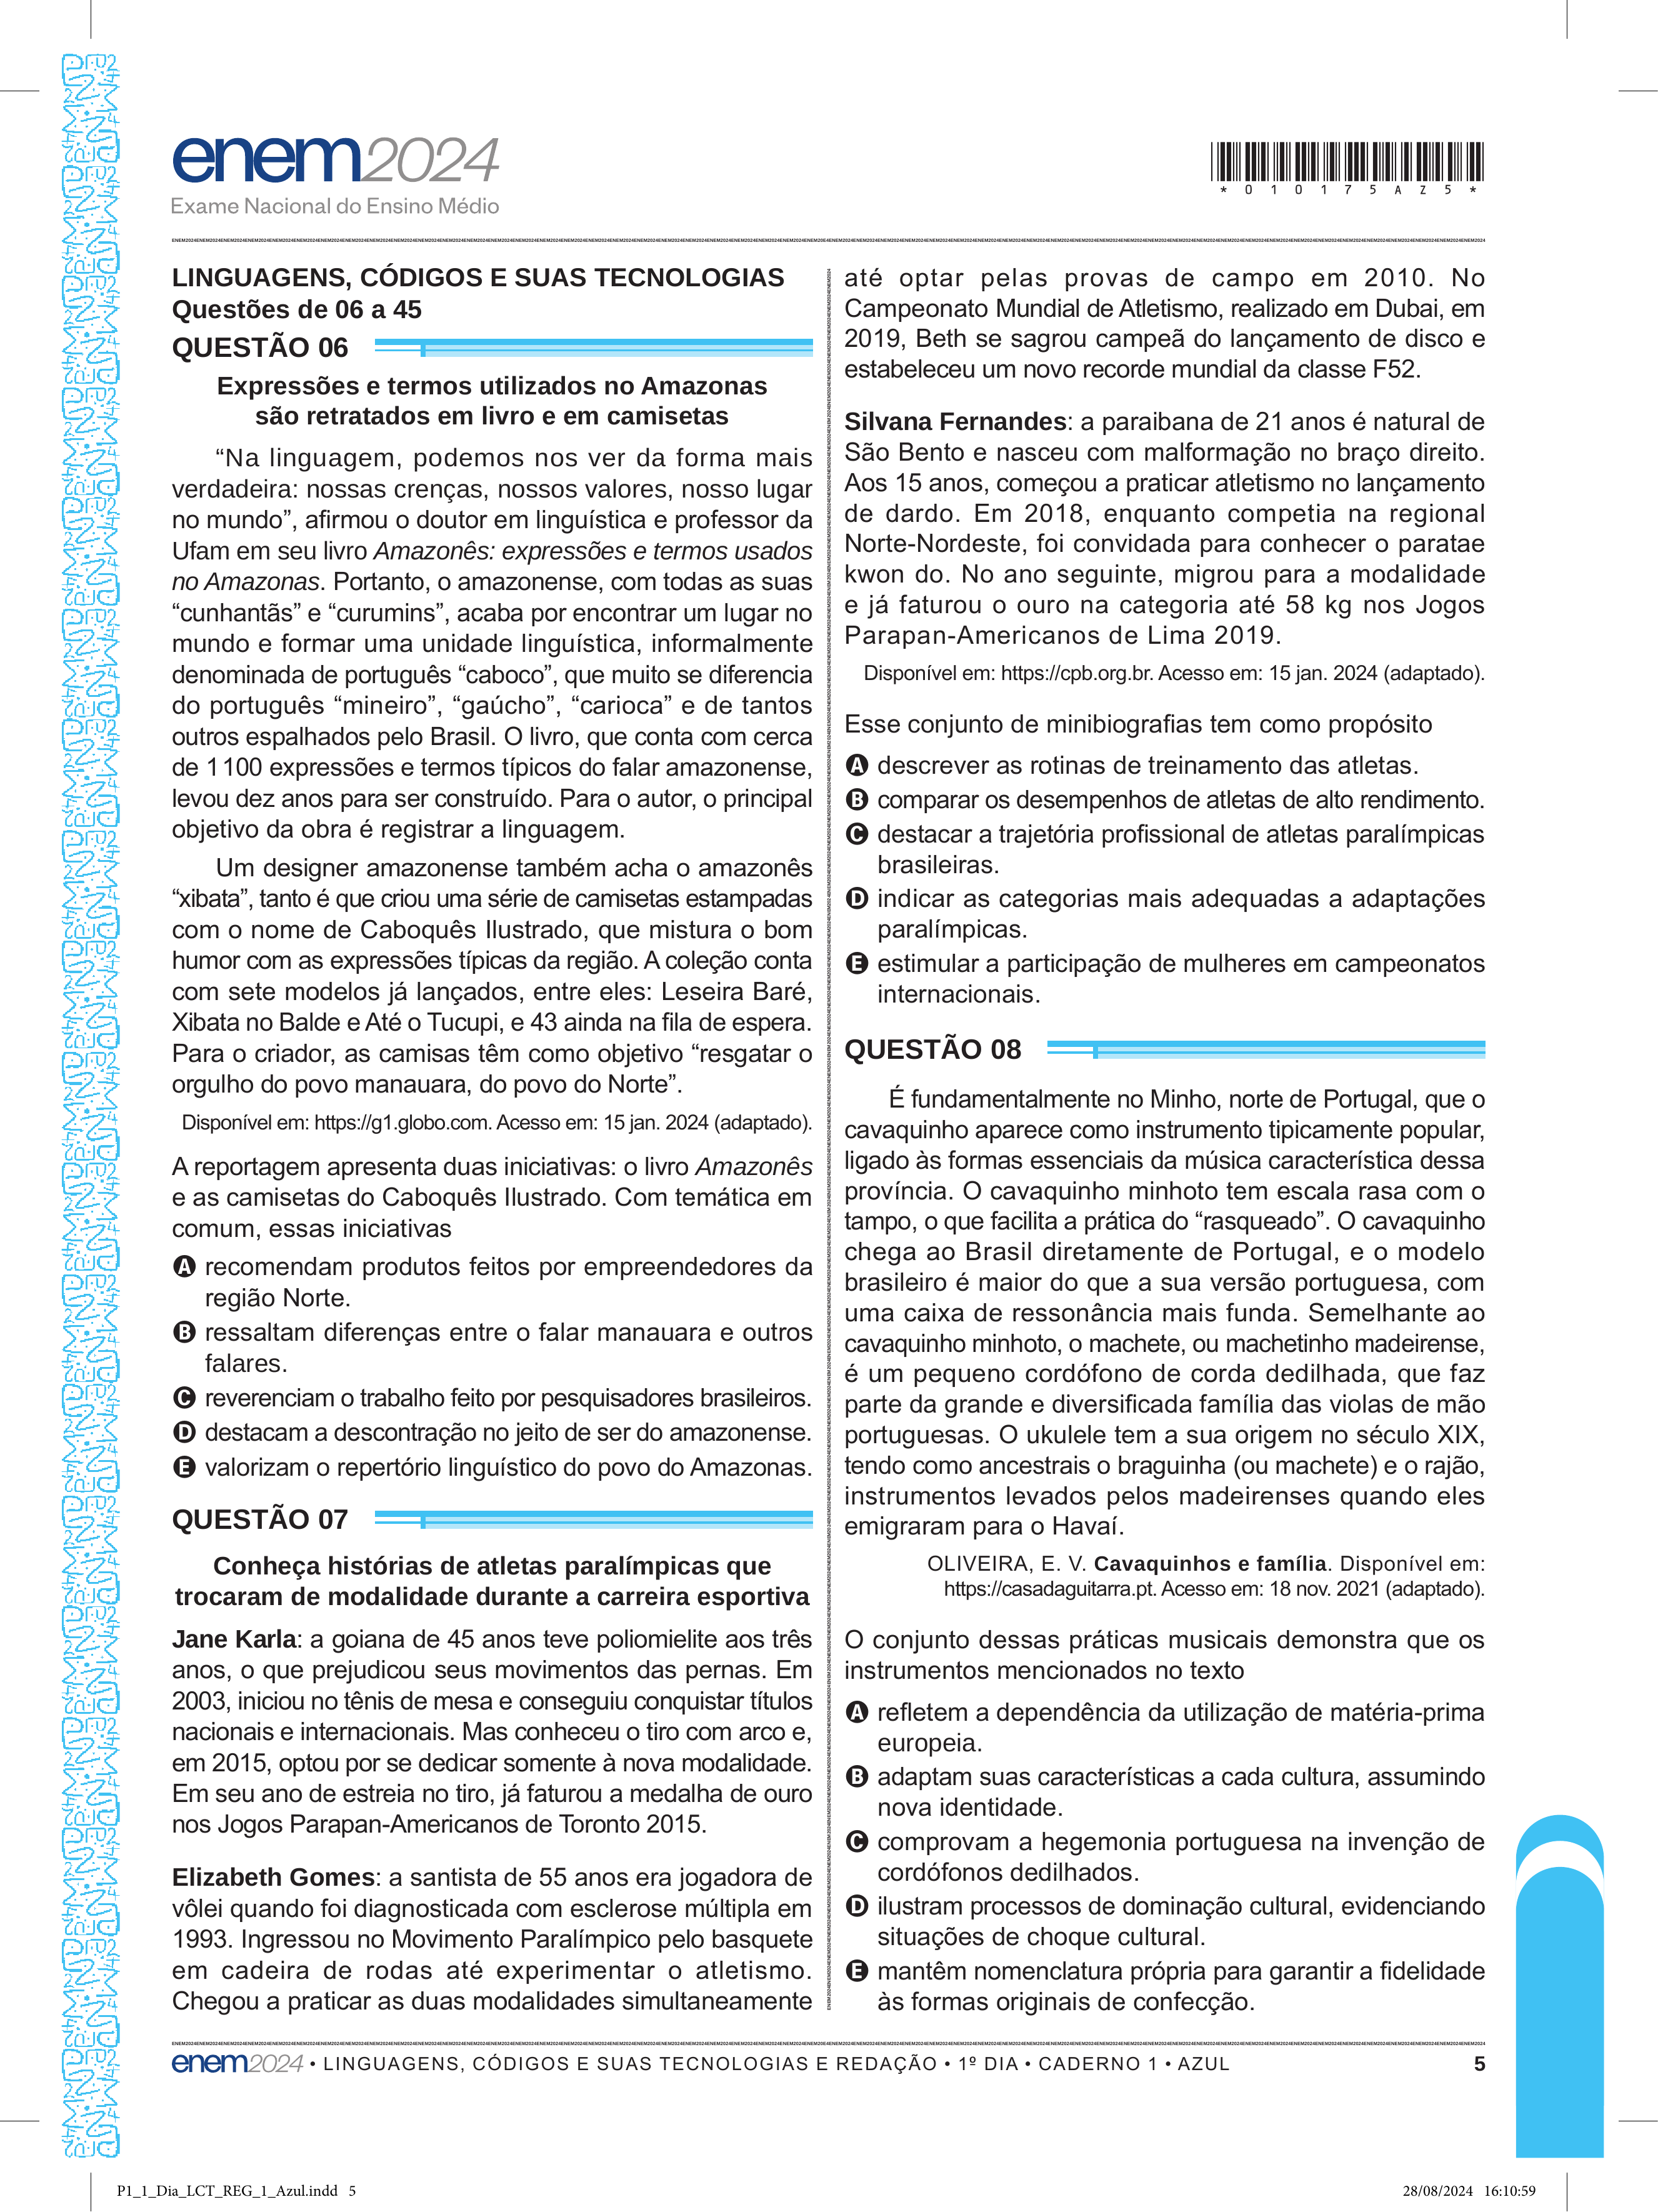 enem2024
Exame Nacional do Ensino Médio
*010175AZ5*
LINGUAGENS, CÓDIGOS E SUAS TECNOLOGIAS
Questões de 06 a 45
QUESTÃO 06
Expressões e termos utilizados no Amazonas
são retratados em livro e em camisetas
“Na linguagem, podemos nos ver da forma mais
verdadeira: nossas crenças, nossos valores, nosso lugar
no mundo”, afirmou o doutor em linguística e professor da
Ufam em seu livro Amazonês: expressões e termos usados
no Amazonas. Portanto, o amazonense, com todas as suas
“cunhantãs” e “curumins”, acaba por encontrar um lugar no
mundo e formar uma unidade linguística, informalmente
denominada de português “caboco”, que muito se diferencia
do português “mineiro”, “gaúcho”, “carioca” e de tantos
outros espalhados pelo Brasil. O livro, que conta com cerca
de 1 100 expressões e termos típicos do falar amazonense,
levou dez anos para ser construído. Para o autor, o principal
objetivo da obra é registrar a linguagem.
Um designer amazonense também acha o amazonês
“xibata”, tanto é que criou uma série de camisetas estampadas
com o nome de Caboquês Ilustrado, que mistura o bom
humor com as expressões típicas da região. A coleção conta
com sete modelos já lançados, entre eles: Leseira Baré,
Xibata no Balde e Até o Tucupi, e 43 ainda na fila de espera.
Para o criador, as camisas têm como objetivo “resgatar o
orgulho do povo manauara, do povo do Norte”.
Disponível em: https://g1.globo.com. Acesso em: 15 jan. 2024 (adaptado).
A reportagem apresenta duas iniciativas: o livro Amazonês
e as camisetas do Caboquês Ilustrado. Com temática em
comum, essas iniciativas
A recomendam produtos feitos por empreendedores da
região Norte.
B ressaltam diferenças entre o falar manauara e outros
falares.
C reverenciam o trabalho feito por pesquisadores brasileiros.
D destacam a descontração no jeito de ser do amazonense.
E valorizam o repertório linguístico do povo do Amazonas.
QUESTÃO 07
Conheça histórias de atletas paralímpicas que
trocaram de modalidade durante a carreira esportiva
Jane Karla: a goiana de 45 anos teve poliomielite aos três
anos, o que prejudicou seus movimentos das pernas. Em
2003, iniciou no tênis de mesa e conseguiu conquistar títulos
nacionais e internacionais. Mas conheceu o tiro com arco e,
em 2015, optou por se dedicar somente à nova modalidade.
Em seu ano de estreia no tiro, já faturou a medalha de ouro
nos Jogos Parapan-Americanos de Toronto 2015.
Elizabeth Gomes: a santista de 55 anos era jogadora de
vôlei quando foi diagnosticada com esclerose múltipla em
1993. Ingressou no Movimento Paralímpico pelo basquete
em cadeira de rodas até experimentar o atletismo.
Chegou a praticar as duas modalidades simultaneamente
até optar pelas provas de campo em 2010. No
Campeonato Mundial de Atletismo, realizado em Dubai, em
2019, Beth se sagrou campeã do lançamento de disco e
estabeleceu um novo recorde mundial da classe F52.
Silvana Fernandes: a paraibana de 21 anos é natural de
São Bento e nasceu com malformação no braço direito.
Aos 15 anos, começou a praticar atletismo no lançamento
de dardo. Em 2018, enquanto competia na regional
Norte-Nordeste, foi convidada para conhecer o paratae
kwon do. No ano seguinte, migrou para a modalidade
e já faturou o ouro na categoria até 58 kg nos Jogos
Parapan-Americanos de Lima 2019.
Disponível em: https://cpb.org.br. Acesso em: 15 jan. 2024 (adaptado).
Esse conjunto de minibiografias tem como propósito
A descrever as rotinas de treinamento das atletas.
B comparar os desempenhos de atletas de alto rendimento.
C destacar a trajetória profissional de atletas paralímpicas
brasileiras.
D indicar as categorias mais adequadas a adaptações
paralímpicas.
E estimular a participação de mulheres em campeonatos
internacionais.
QUESTÃO 08
É fundamentalmente no Minho, norte de Portugal, que o
cavaquinho aparece como instrumento tipicamente popular,
ligado às formas essenciais da música característica dessa
província. O cavaquinho minhoto tem escala rasa com o
tampo, o que facilita a prática do “rasqueado”. O cavaquinho
chega ao Brasil diretamente de Portugal, e o modelo
brasileiro é maior do que a sua versão portuguesa, com
uma caixa de ressonância mais funda. Semelhante ao
cavaquinho minhoto, o machete, ou machetinho madeirense,
é um pequeno cordófono de corda dedilhada, que faz
parte da grande e diversificada família das violas de mão
portuguesas. O ukulele tem a sua origem no século XIX,
tendo como ancestrais o braguinha (ou machete) e o rajão,
instrumentos levados pelos madeirenses quando eles
emigraram para o Havaí.
OLIVEIRA, E. V. Cavaquinhos e família. Disponível em:
https://casadaguitarra.pt. Acesso em: 18 nov. 2021 (adaptado).
O conjunto dessas práticas musicais demonstra que os
instrumentos mencionados no texto
A refletem a dependência da utilização de matéria-prima
europeia.
B adaptam suas características a cada cultura, assumindo
nova identidade.
C comprovam a hegemonia portuguesa na invenção de
cordófonos dedilhados.
D ilustram processos de dominação cultural, evidenciando
situações de choque cultural.
E mantêm nomenclatura própria para garantir a fidelidade
às formas originais de confecção.
enem2024 • LINGUAGENS, CÓDIGOS E SUAS TECNOLOGIAS E REDAÇÃO • 1º DIA • CADERNO 1 • AZUL 5
P1_1_Dia_LCT_REG_1_Azul.indd 5 28/08/2024 16:10:59